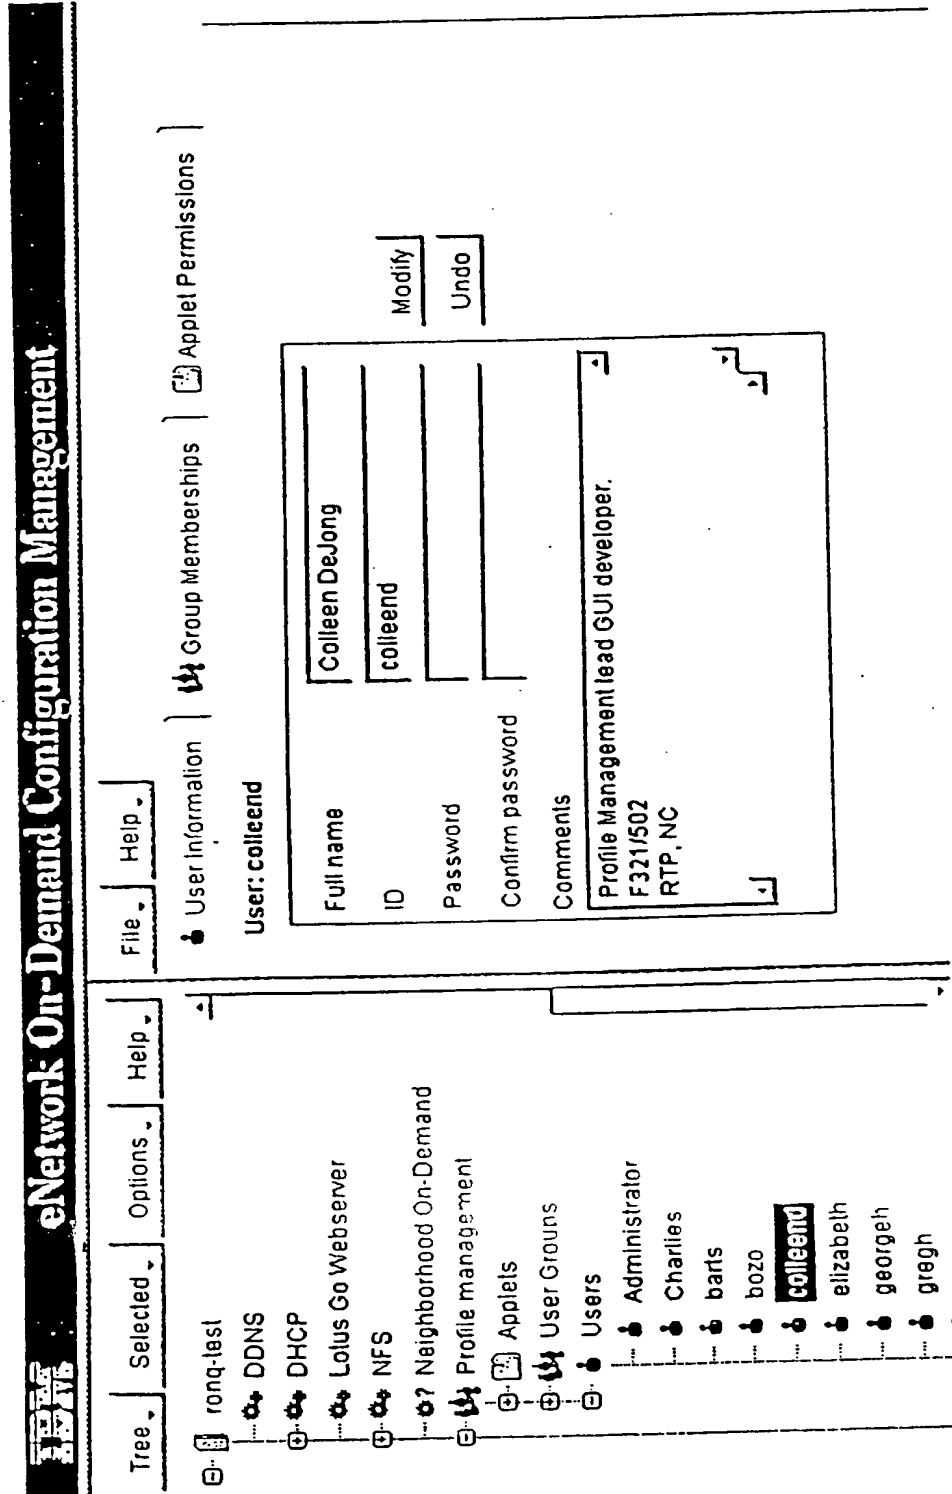 IBM eNetwork On-Demand Configuration Management
Tree Selected Options Help
ronq-test
DDNS
DHCP
Lotus Go Webserver
NFS
? Neighborhood On-Demand
Profile management
Applets
User Groups
Users
Administrator
Charlies
barts
bozo
colleend
elizabeth
georgeh
gregh
File Help
User Information Group Memberships Applet Permissions
User: colleend
Full name Colleen DeJong
ID colleend Modify
Password Undo
Confirm password
Comments
Profile Management lead GUI developer.
F321/502
RTP, NC